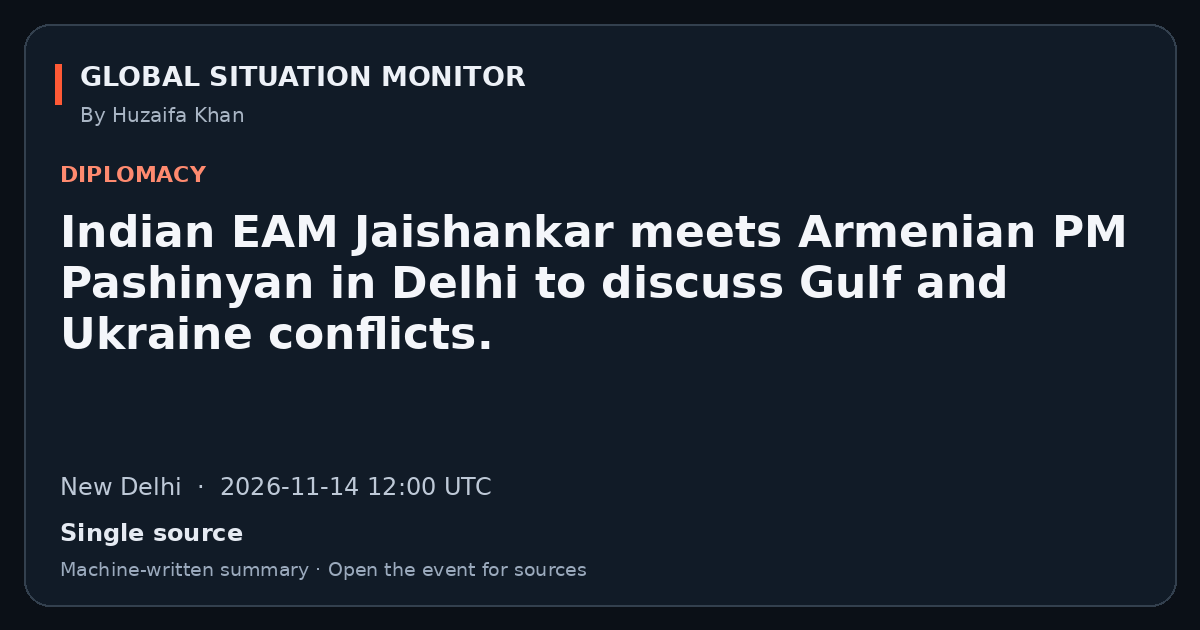 GLOBAL SITUATION MONITOR
By Huzaifa Khan
DIPLOMACY
Indian EAM Jaishankar meets Armenian PM
Pashinyan in Delhi to discuss Gulf and
Ukraine conflicts.
New Delhi · 2026-11-14 12:00 UTC
Single source
Machine-written summary · Open the event for sources